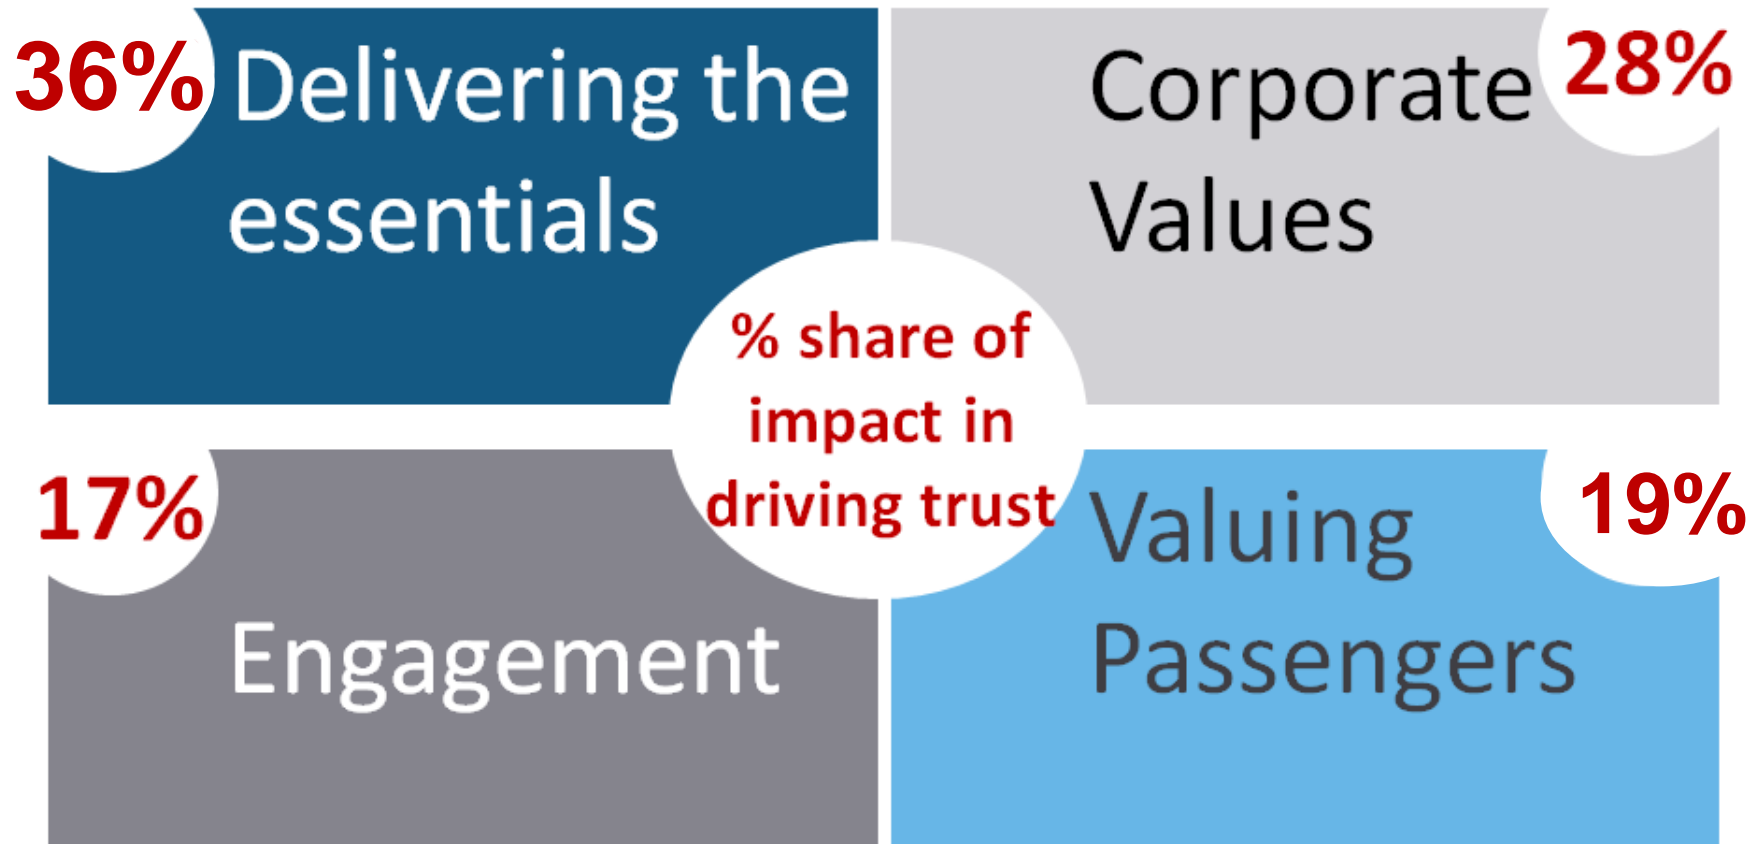 36%
Delivering the
essentials
Corporate
Values
28%
% share of
impact in
driving trust
17%
Engagement
Valuing
Passengers
19%